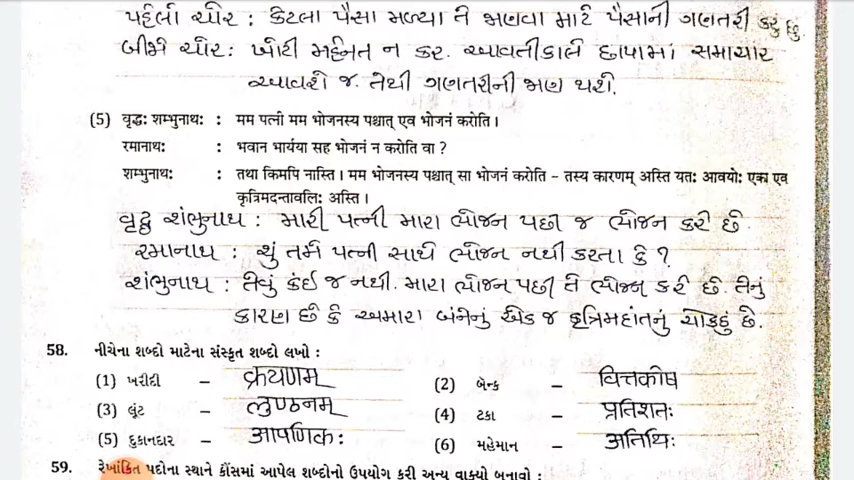 પહેલો ચોર : કેટલા પૈસા મળ્યા તે જાણવા માટે પૈસાની ગણતરી કરું છું.
બીજો ચોર : ખોટી મહેનત ન કર. આવતીકાલે છાપામાં સમાચાર
આવશે જ. તેથી ગણતરીની જાણ થશે.
(5) वृद्धः शम्भुनाथः : मम पत्नी मम भोजनस्य पश्चात् एव भोजनं करोति ।
रमानाथः : भवान भार्यया सह भोजनं न करोति वा ?
शम्भुनाथः : तथा किमपि नास्ति । मम भोजनस्य पश्चात् सा भोजनं करोति – तस्य कारणम् अस्ति यतः आवयोः एका एव
कृत्रिमदन्तावलिः अस्ति ।
વૃદ્ધ શંભુનાથ : મારી પત્ની મારા ભોજન પછી જ ભોજન કરે છે.
રમાનાથ : શું તમે પત્ની સાથે ભોજન નથી કરતા કે ?
શંભુનાથ : તેવું કંઈ જ નથી. મારા ભોજન પછી તે ભોજન કરે છે. તેનું
કારણ છે કે અમારા બંનેનું એક જ કૃત્રિમદાંતનું ચોકઠું છે.
58. નીચેના શબ્દો માટેના સંસ્કૃત શબ્દો લખો :
(1) ખરીદી – क्रयणम् (2) બેન્ક – वित्तकोष
(3) લુંટ – लुण्ठनम् (4) ટકા – प्रतिशतः
(5) દુકાનદાર – आपणिकः (6) મહેમાન – अतिथिः
59. રેખાંકિત પદોના સ્થાને કૌંસમાં આપેલ શબ્દોનો ઉપયોગ કરી અન્ય વાક્યો બનાવો :